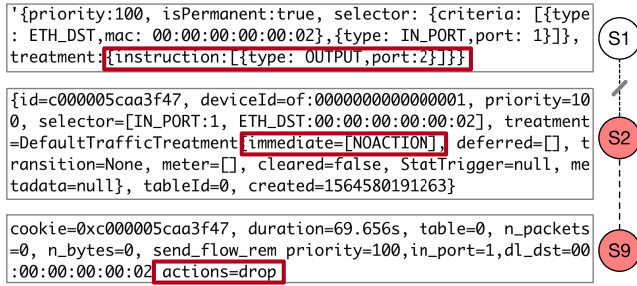 '{priority:100, isPermanent:true, selector: {criteria: [{type
: ETH_DST,mac: 00:00:00:00:00:02},{type: IN_PORT,port: 1}]},
treatment:{instruction:[{type: OUTPUT,port:2}]}}
S1
{id=c000005caa3f47, deviceId=of:0000000000000001, priority=10
0, selector=[IN_PORT:1, ETH_DST:00:00:00:00:00:02], treatment
=DefaultTrafficTreatment{immediate=[NOACTION], deferred=[], t
ransition=None, meter=[], cleared=false, StatTrigger=null, me
tadata=null}, tableId=0, created=1564580191263}
S2
cookie=0xc000005caa3f47, duration=69.656s, table=0, n_packets
=0, n_bytes=0, send_flow_rem priority=100,in_port=1,dl_dst=00
:00:00:00:00:02 actions=drop
S9